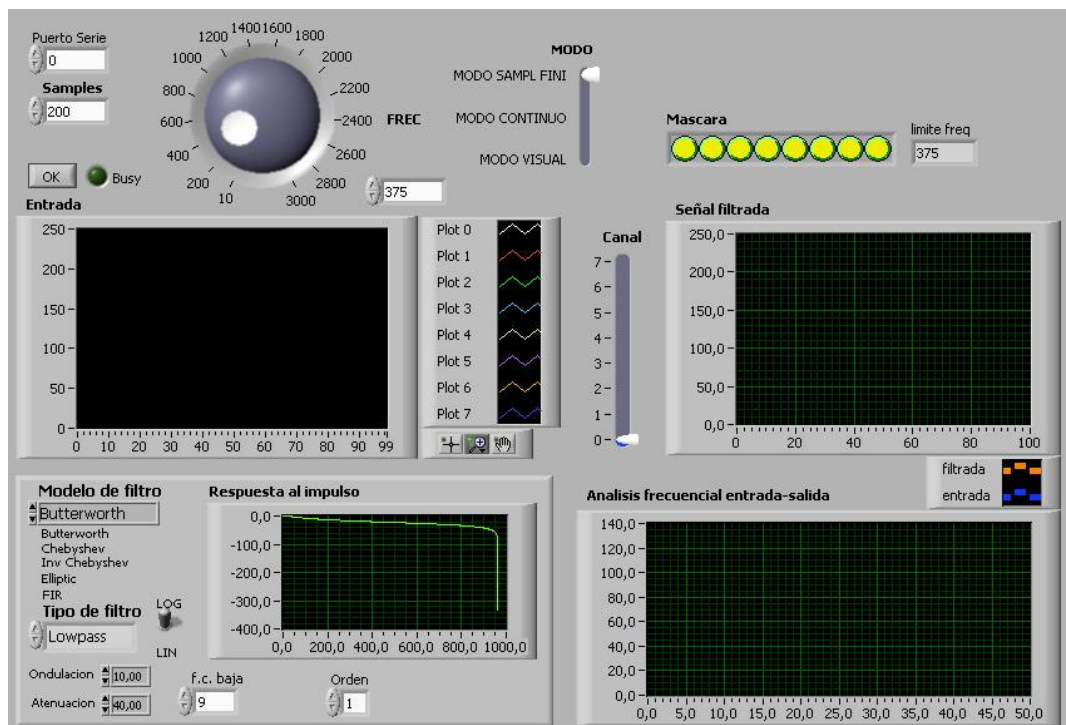 Puerto Serie
0
Samples
200
OK
Busy
10
200
400
600
800
1000
1200
1400
1600
1800
2000
2200
2400
2600
2800
3000
FREC
375
MODO
MODO SAMPL FINI
MODO CONTINUO
MODO VISUAL
Mascara
limite freq
375
Entrada
250
200
150
100
50
0
0 10 20 30 40 50 60 70 80 90 99
Plot 0
Plot 1
Plot 2
Plot 3
Plot 4
Plot 5
Plot 6
Plot 7
Canal
7
6
5
4
3
2
1
0
Señal filtrada
250,0
200,0
150,0
100,0
50,0
0,0
0 20 40 60 80 100
filtrada
entrada
Modelo de filtro
Butterworth
Butterworth
Chebyshev
Inv Chebyshev
Elliptic
FIR
Tipo de filtro
Lowpass
LOG
LIN
Ondulacion 10,00
Atenuacion 40,00
f.c. baja
9
Orden
1
Respuesta al impulso
0,0
-100,0
-200,0
-300,0
-400,0
0,0 200,0 400,0 600,0 800,0 1000,0
Analisis frecuencial entrada-salida
140,0
120,0
100,0
80,0
60,0
40,0
20,0
0,0
0,0 5,0 10,0 15,0 20,0 25,0 30,0 35,0 40,0 45,0 50,0